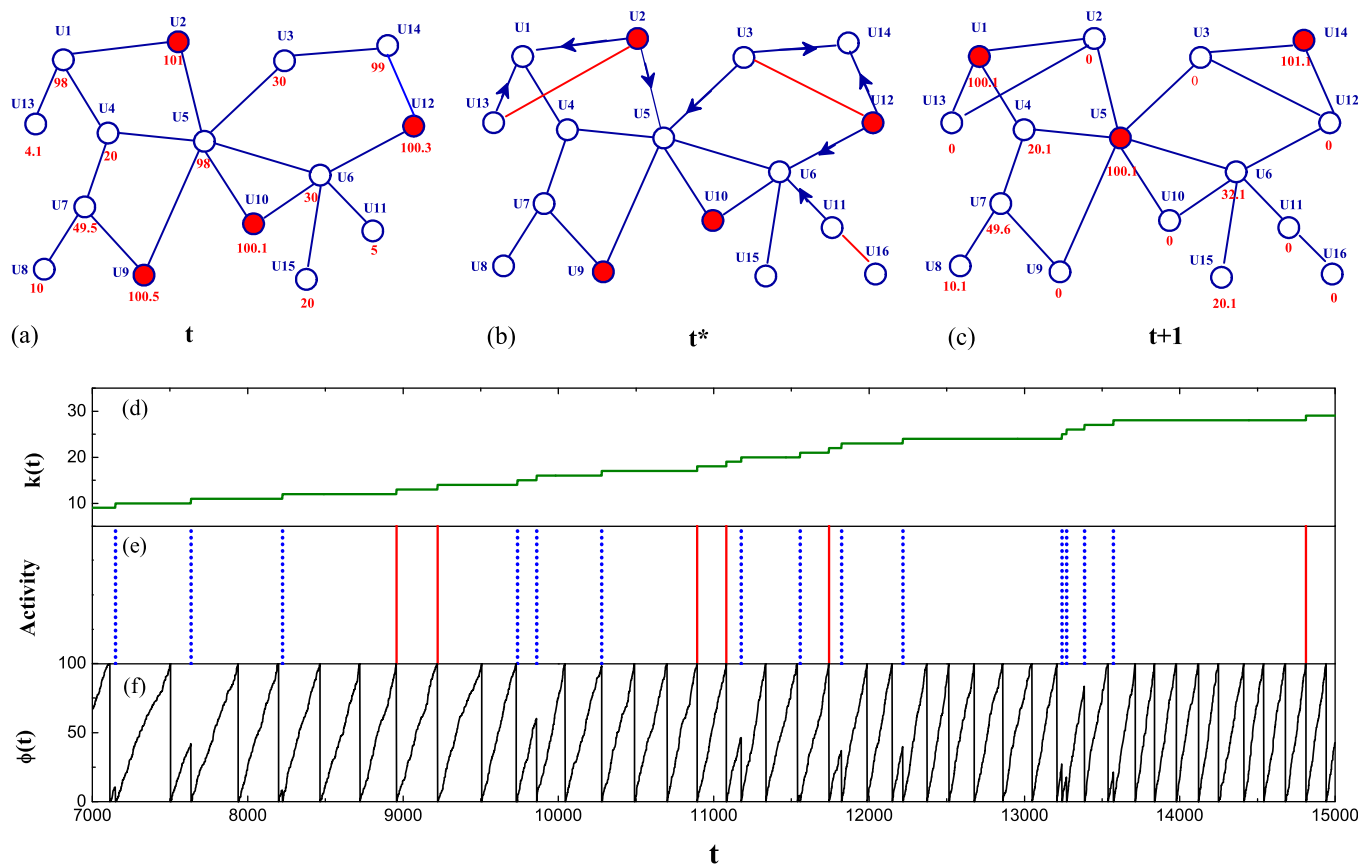 U1 U2 U3 U14
98 101 30 99
U13 U4 U5 U12
4.1 20 98 100.3
U7 U10 U6 U11
49.5 100.1 30 5
U8 U9 U15
10 100.5 20
(a) t
U1 U2 U3 U14
U13 U4 U5 U12
U7 U10 U6 U11
U8 U9 U15 U16
(b) t*
U1 U2 U3 U14
100.1 0 0 101.1
U13 U4 U5 U12
0 20.1 100.1 0
U7 U10 U6 U11
49.6 0 32.1 0
U8 U9 U15 U16
10.1 0 20.1 0
(c) t+1
(d)
k(t)
30
20
10
(e)
Activity
(f)
ϕ(t)
100
50
0
7000 8000 9000 10000 11000 12000 13000 14000 15000
t